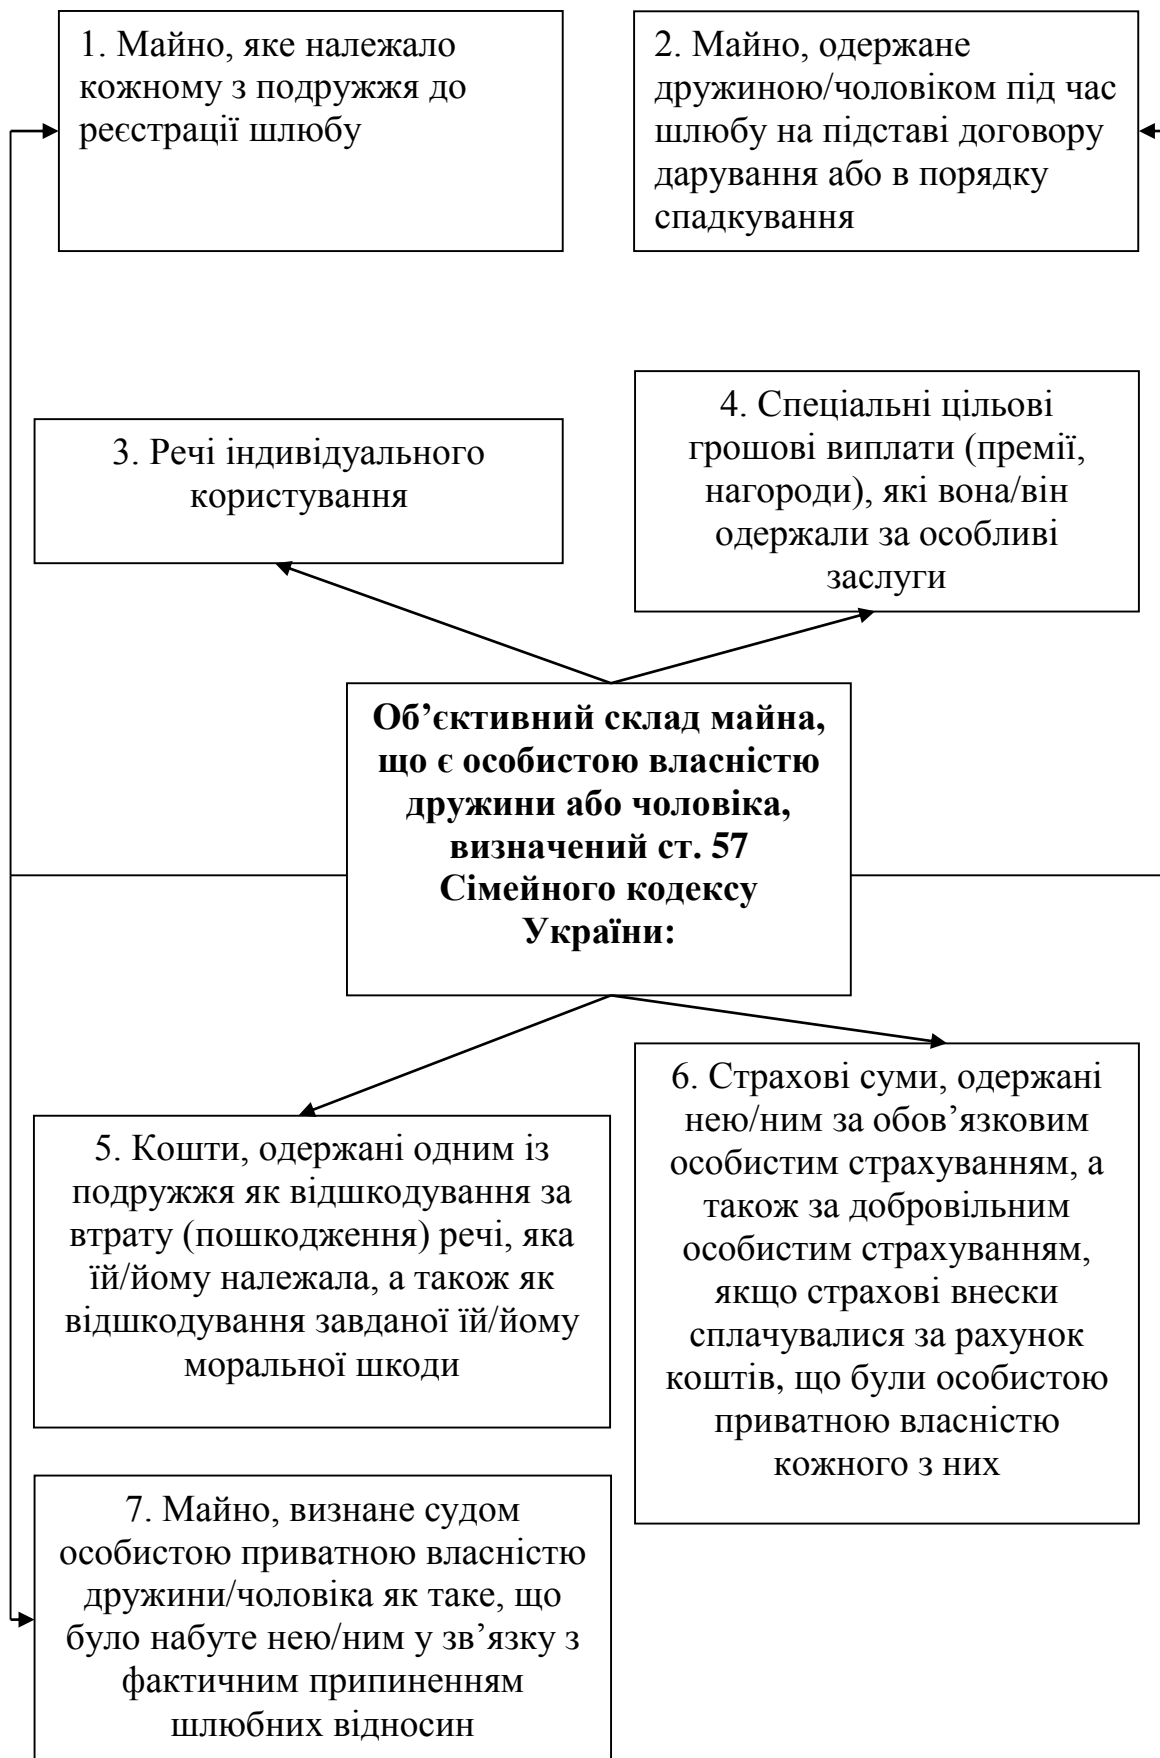 1. Майно, яке належало
кожному з подружжя до
реєстрації шлюбу
2. Майно, одержане
дружиною/чоловіком під час
шлюбу на підставі договору
дарування або в порядку
спадкування
3. Речі індивідуального
користування
4. Спеціальні цільові
грошові виплати (премії,
нагороди), які вона/він
одержали за особливі
заслуги
Об’єктивний склад майна,
що є особистою власністю
дружини або чоловіка,
визначений ст. 57
Сімейного кодексу
України:
5. Кошти, одержані одним із
подружжя як відшкодування за
втрату (пошкодження) речі, яка
їй/йому належала, а також як
відшкодування завданої їй/йому
моральної шкоди
6. Страхові суми, одержані
нею/ним за обов’язковим
особистим страхуванням, а
також за добровільним
особистим страхуванням,
якщо страхові внески
сплачувалися за рахунок
коштів, що були особистою
приватною власністю
кожного з них
7. Майно, визнане судом
особистою приватною власністю
дружини/чоловіка як таке, що
було набуте нею/ним у зв’язку з
фактичним припиненням
шлюбних відносин